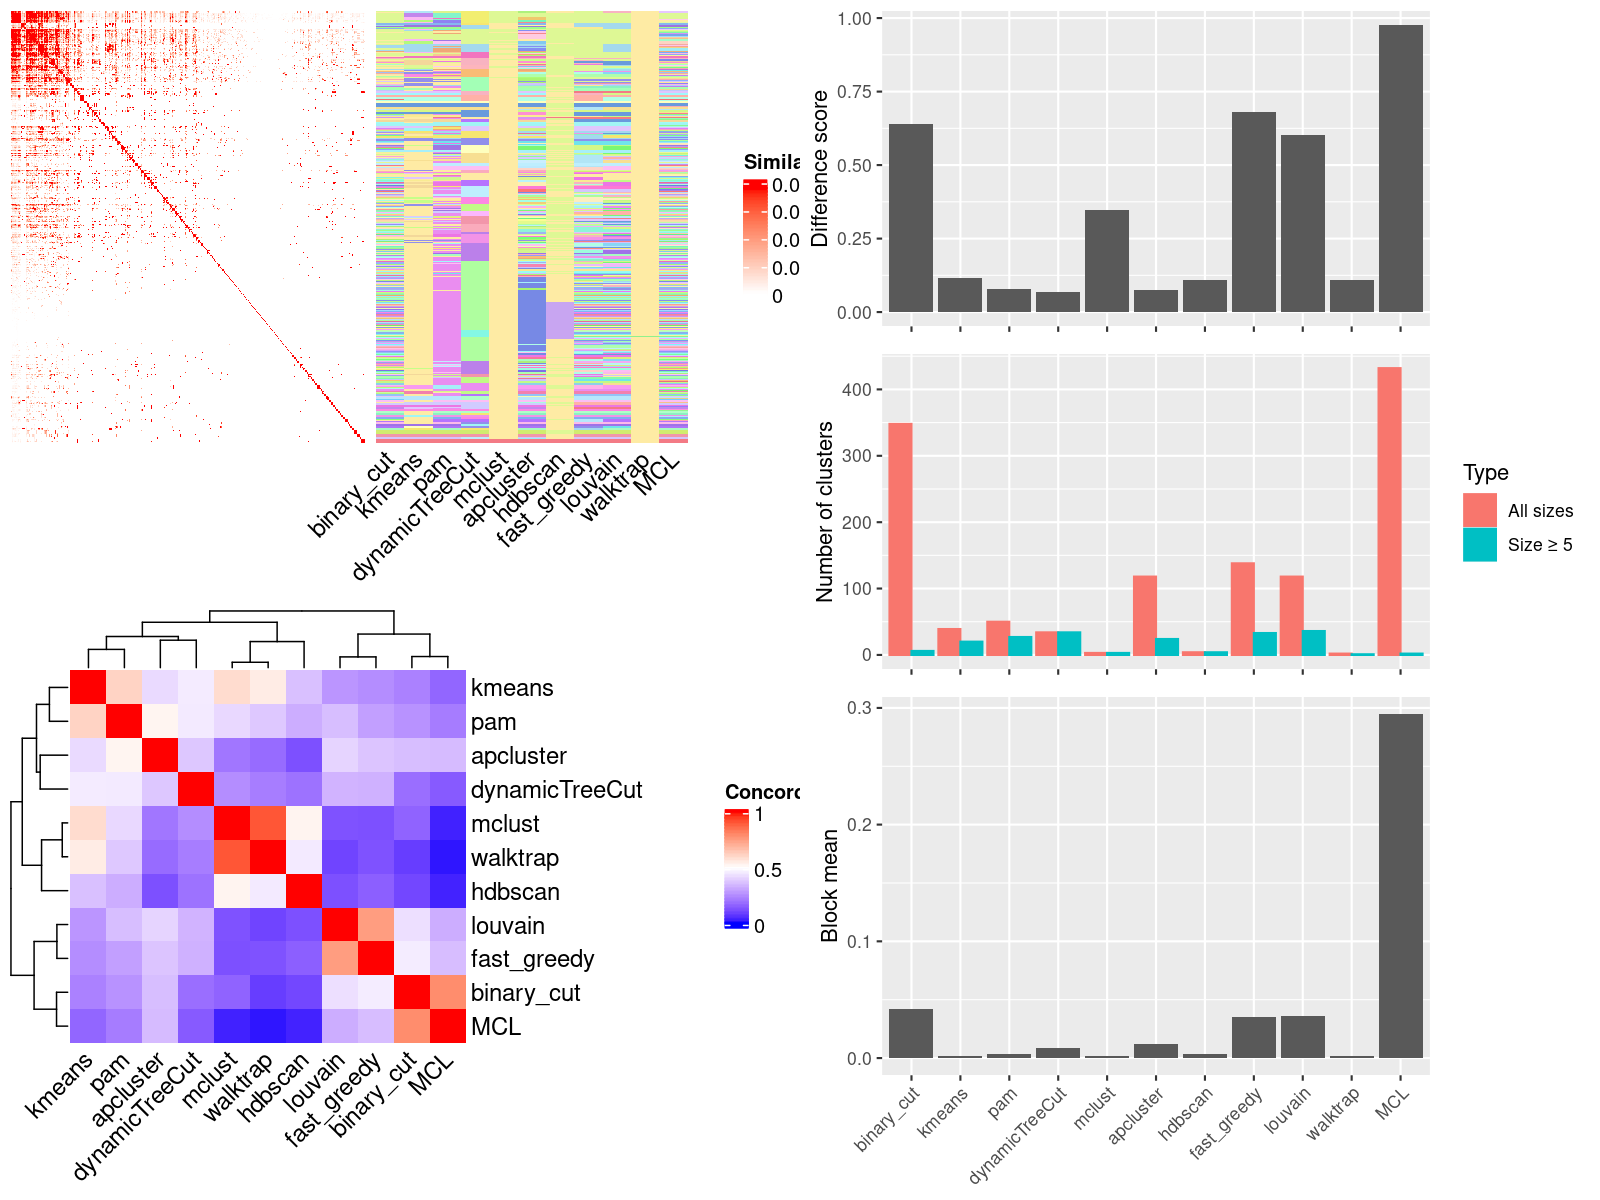 Simila
0.0
0.0
0.0
0.0
0
binary_cut
kmeans
pam
dynamicTreeCut
mclust
apcluster
hdbscan
fast_greedy
louvain
walktrap
MCL
kmeans
pam
apcluster
dynamicTreeCut
mclust
walktrap
hdbscan
louvain
fast_greedy
binary_cut
MCL
kmeans
pam
apcluster
dynamicTreeCut
mclust
walktrap
hdbscan
louvain
fast_greedy
binary_cut
MCL
Concord
1
0.5
0
Difference score
1.00
0.75
0.50
0.25
0.00
Number of clusters
400
300
200
100
0
Type
All sizes
Size ≥ 5
Block mean
0.3
0.2
0.1
0.0
binary_cut
kmeans
pam
dynamicTreeCut
mclust
apcluster
hdbscan
fast_greedy
louvain
walktrap
MCL